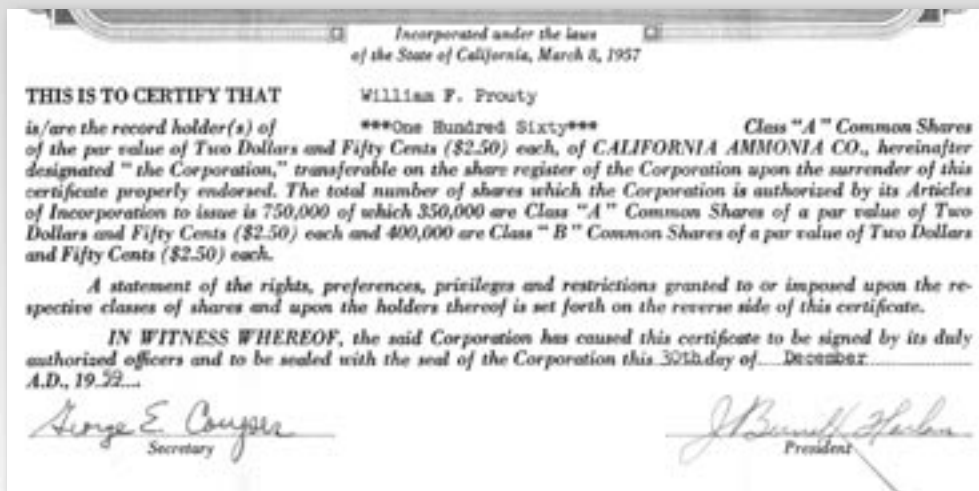 Incorporated under the laws
of the State of California, March 8, 1957
THIS IS TO CERTIFY THAT William F. Prouty
is/are the record holder(s) of ***One Hundred Sixty*** Class "A" Common Shares
of the par value of Two Dollars and Fifty Cents ($2.50) each, of CALIFORNIA AMMONIA CO., hereinafter
designated "the Corporation," transferable on the share register of the Corporation upon the surrender of this
certificate properly endorsed. The total number of shares which the Corporation is authorized by its Articles
of Incorporation to issue is 750,000 of which 350,000 are Class "A" Common Shares of a par value of Two
Dollars and Fifty Cents ($2.50) each and 400,000 are Class "B" Common Shares of a par value of Two Dollars
and Fifty Cents ($2.50) each.
A statement of the rights, preferences, privileges and restrictions granted to or imposed upon the re-
spective classes of shares and upon the holders thereof is set forth on the reverse side of this certificate.
IN WITNESS WHEREOF, the said Corporation has caused this certificate to be signed by its duly
authorized officers and to be sealed with the seal of the Corporation this 30th day of December
A.D., 19 59
George E. Couper J Burnell Harlan
Secretary President